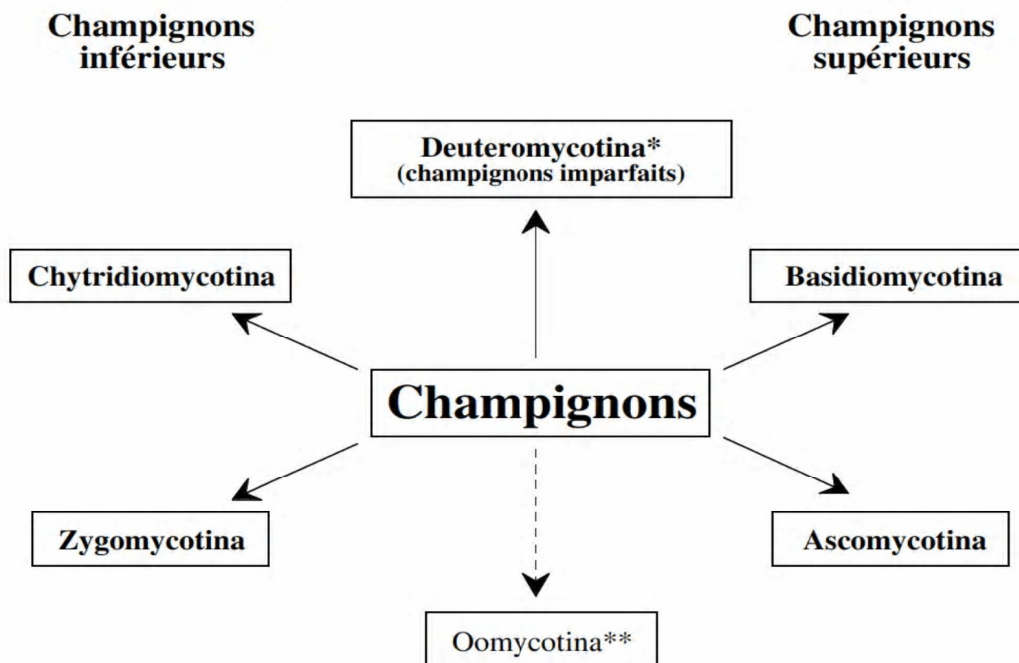 Champignons
inférieurs
Champignons
supérieurs
Deuteromycotina*
(champignons imparfaits)
Chytridiomycotina
Basidiomycotina
Champignons
Zygomycotina
Ascomycotina
Oomycotina**